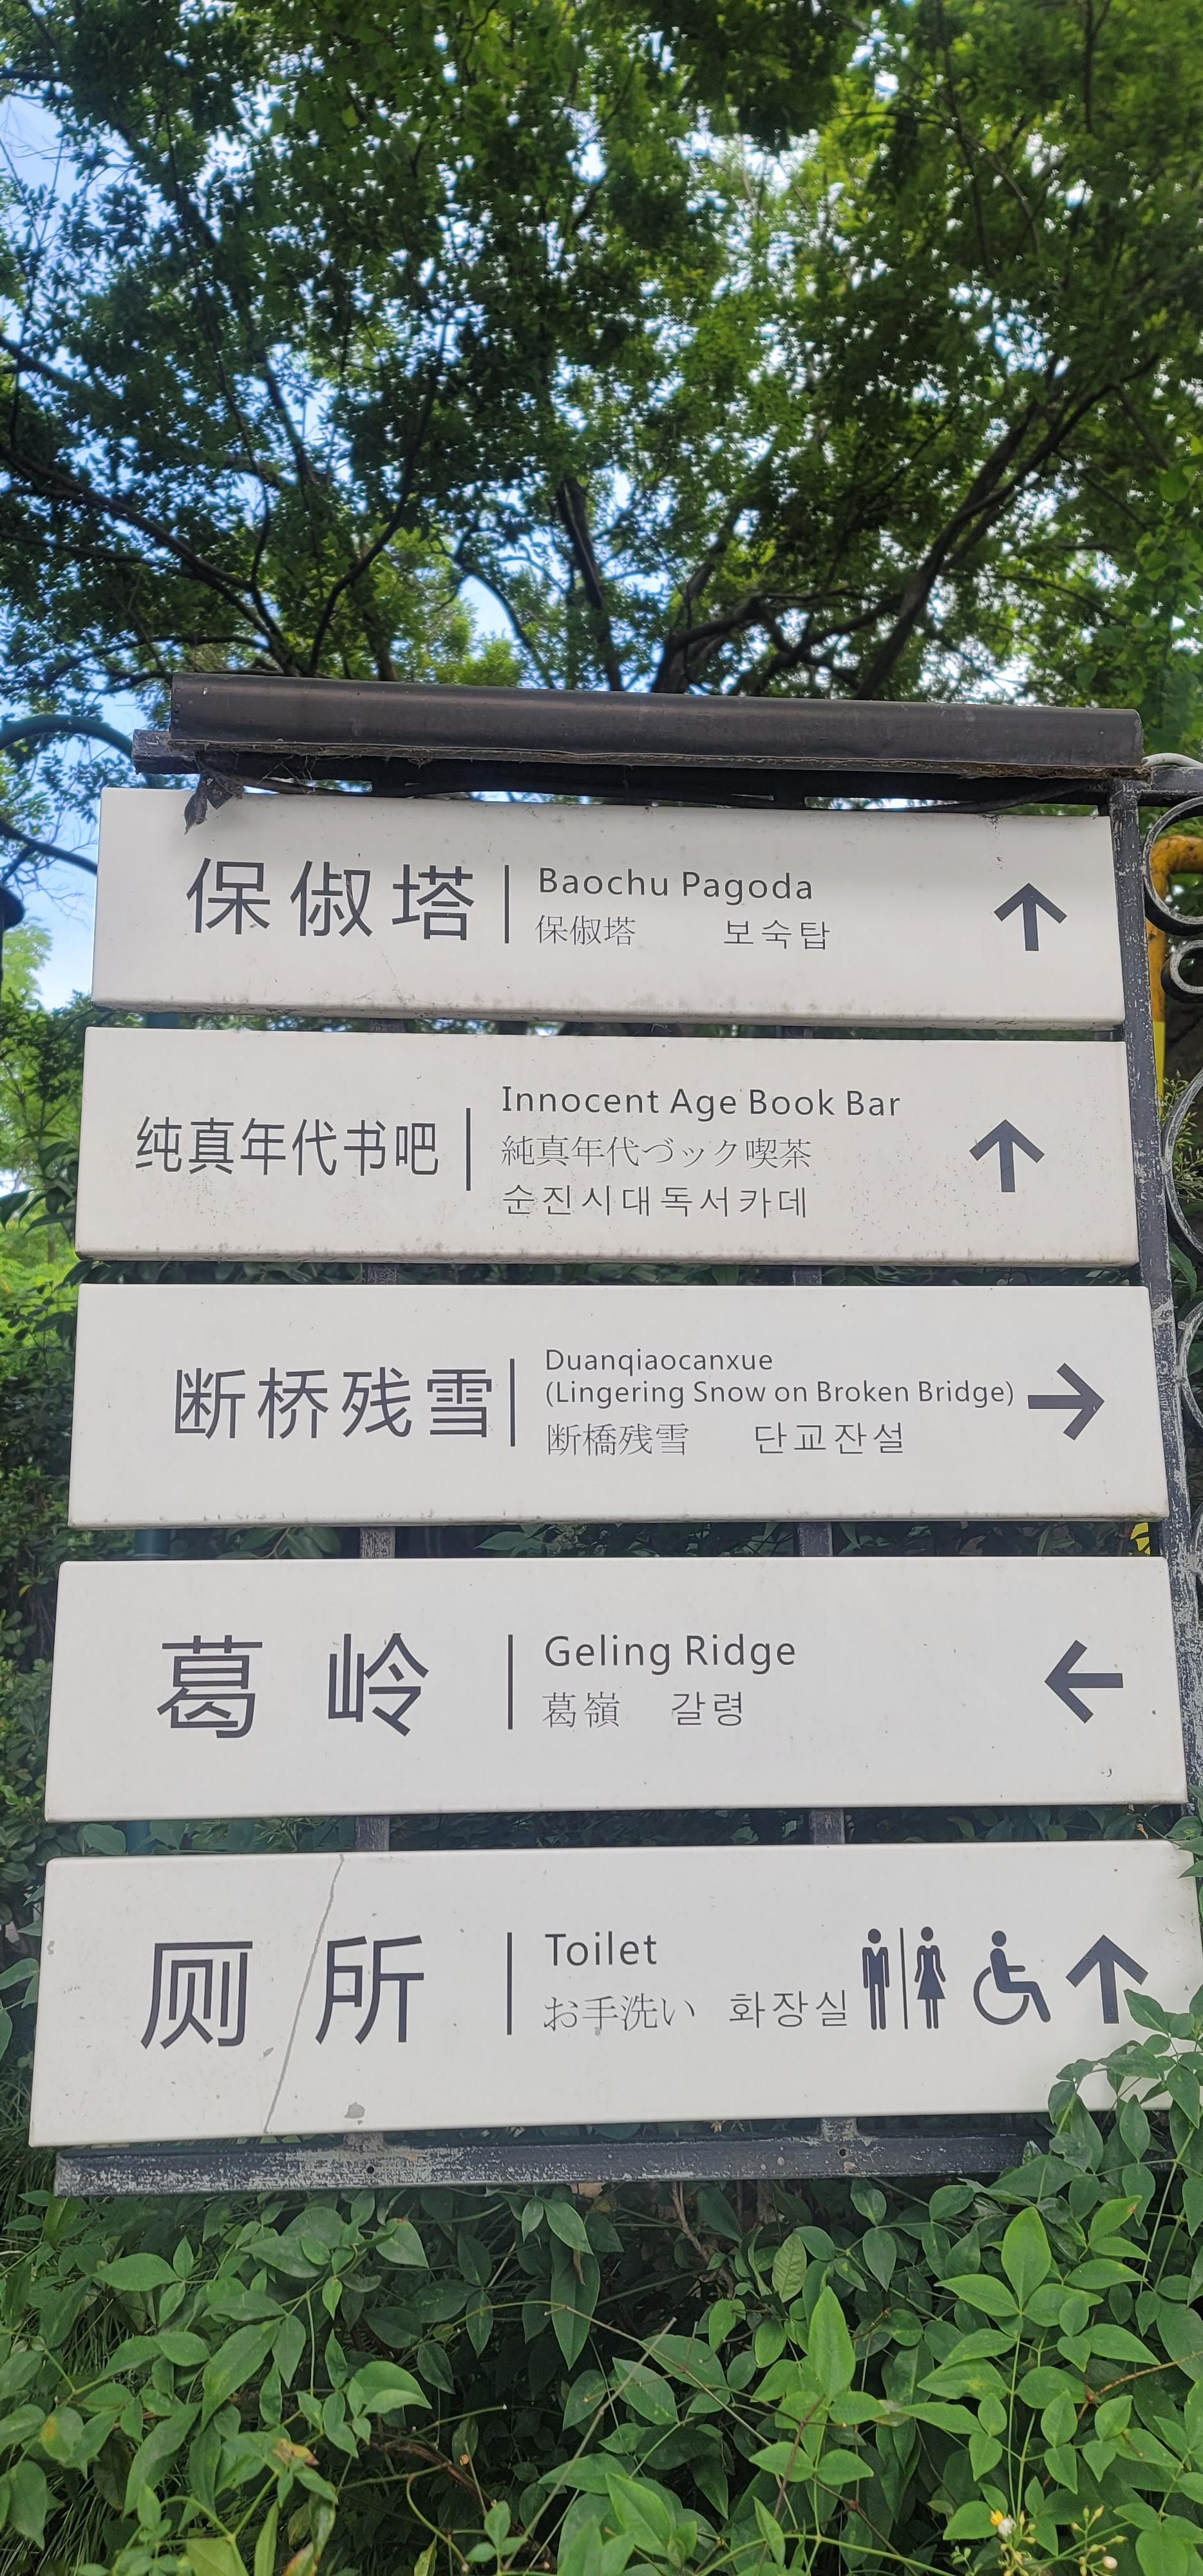 保俶塔
Baochu Pagoda
保俶塔 보숙탑
纯真年代书吧
Innocent Age Book Bar
純真年代づック喫茶
순진시대독서카데
断桥残雪
Duanqiaocanxue
(Lingering Snow on Broken Bridge)
断橋残雪 단교잔설
葛岭
Geling Ridge
葛嶺 갈령
厕所
Toilet
お手洗い 화장실